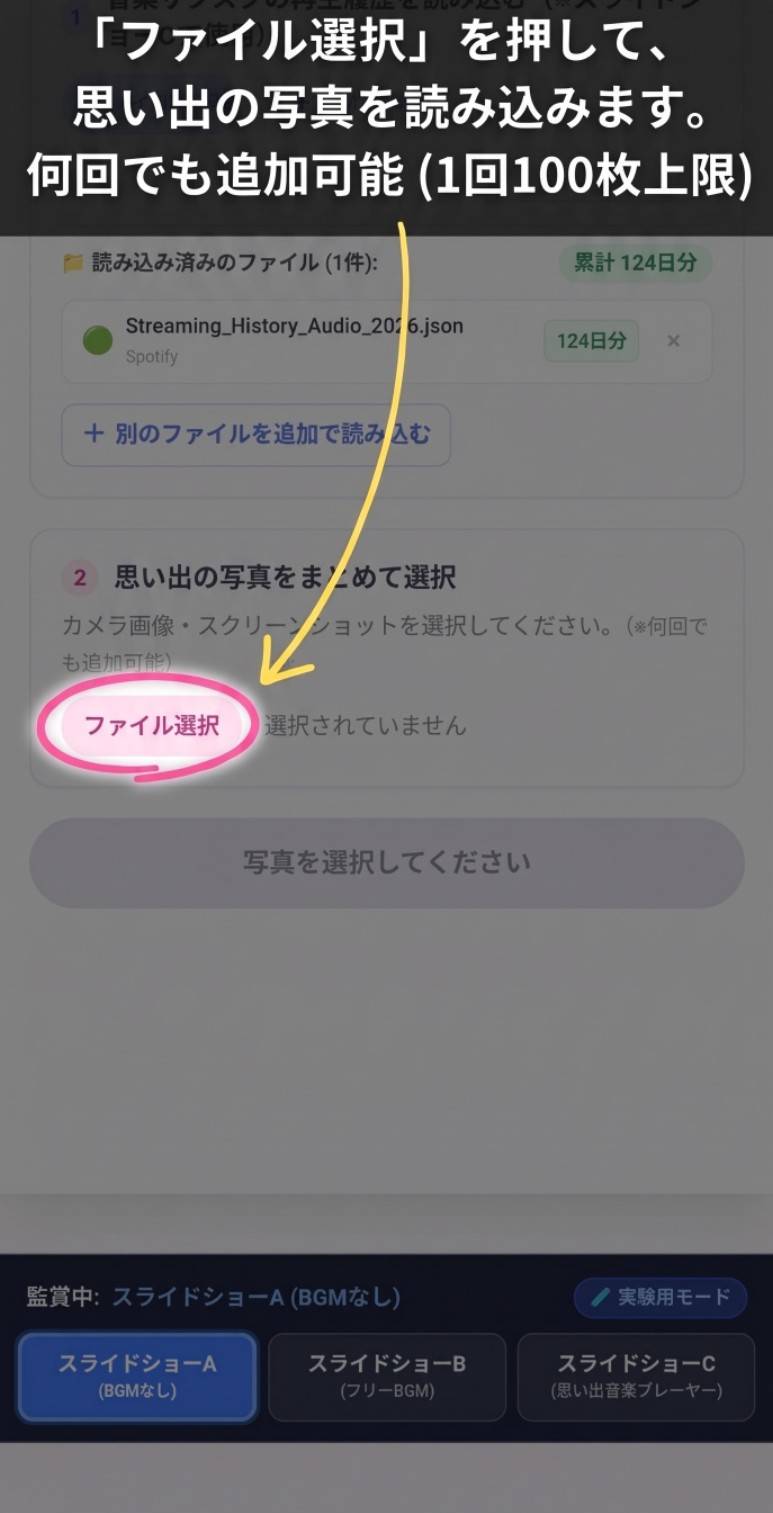 「ファイル選択」を押して、
思い出の写真を読み込みます。
何回でも追加可能 (1回100枚上限)
1
📁 読み込み済みのファイル (1件):
累計 124日分
Streaming_History_Audio_2026.json
Spotify
124日分
×
+ 別のファイルを追加で読み込む
2 思い出の写真をまとめて選択
カメラ画像・スクリーンショットを選択してください。(※何回で
も追加可能)
ファイル選択
選択されていません
写真を選択してください
監賞中: スライドショーA (BGMなし)
実験用モード
スライドショーA
(BGMなし)
スライドショーB
(フリーBGM)
スライドショーC
(思い出音楽プレーヤー)